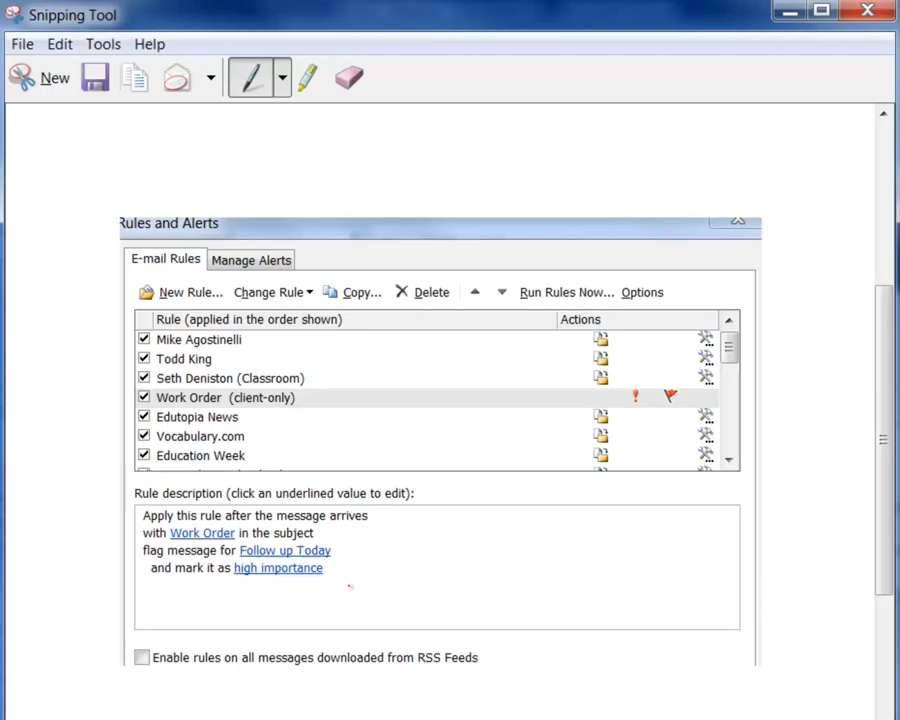 Snipping Tool
File Edit Tools Help
New
Rules and Alerts
E-mail Rules Manage Alerts
New Rule... Change Rule Copy... Delete Run Rules Now... Options
Rule (applied in the order shown) Actions
Mike Agostinelli
Todd King
Seth Deniston (Classroom)
Work Order (client-only)
Edutopia News
Vocabulary.com
Education Week
Rule description (click an underlined value to edit):
Apply this rule after the message arrives
with Work Order in the subject
flag message for Follow up Today
and mark it as high importance
Enable rules on all messages downloaded from RSS Feeds